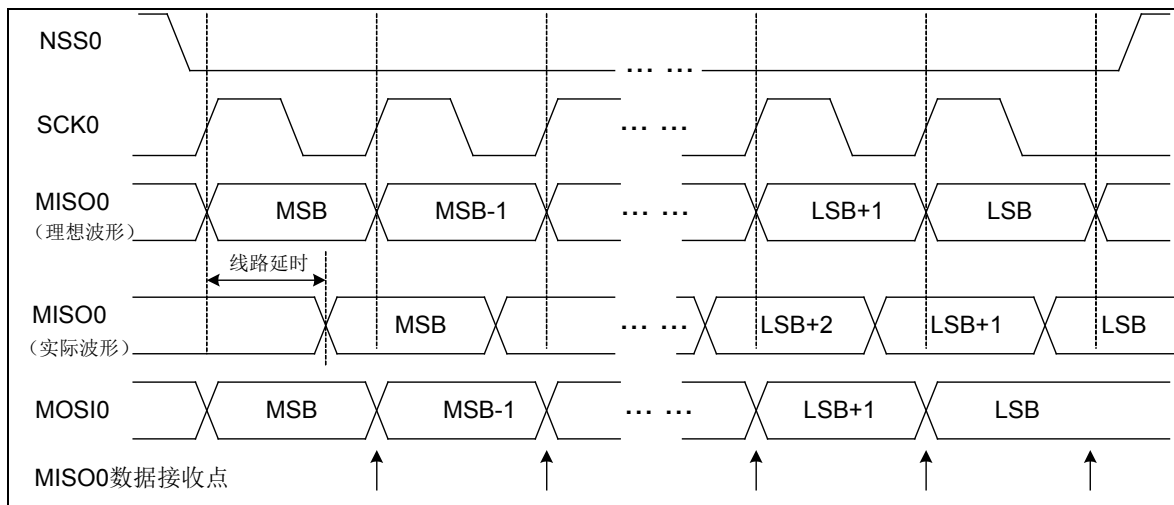 NSS0
... ...
SCK0
... ...
MISO0
（理想波形）
MSB
MSB-1
... ...
LSB+1
LSB
线路延时
MISO0
（实际波形）
MSB
... ...
LSB+2
LSB+1
LSB
MOSI0
MSB
MSB-1
... ...
LSB+1
LSB
MISO0数据接收点